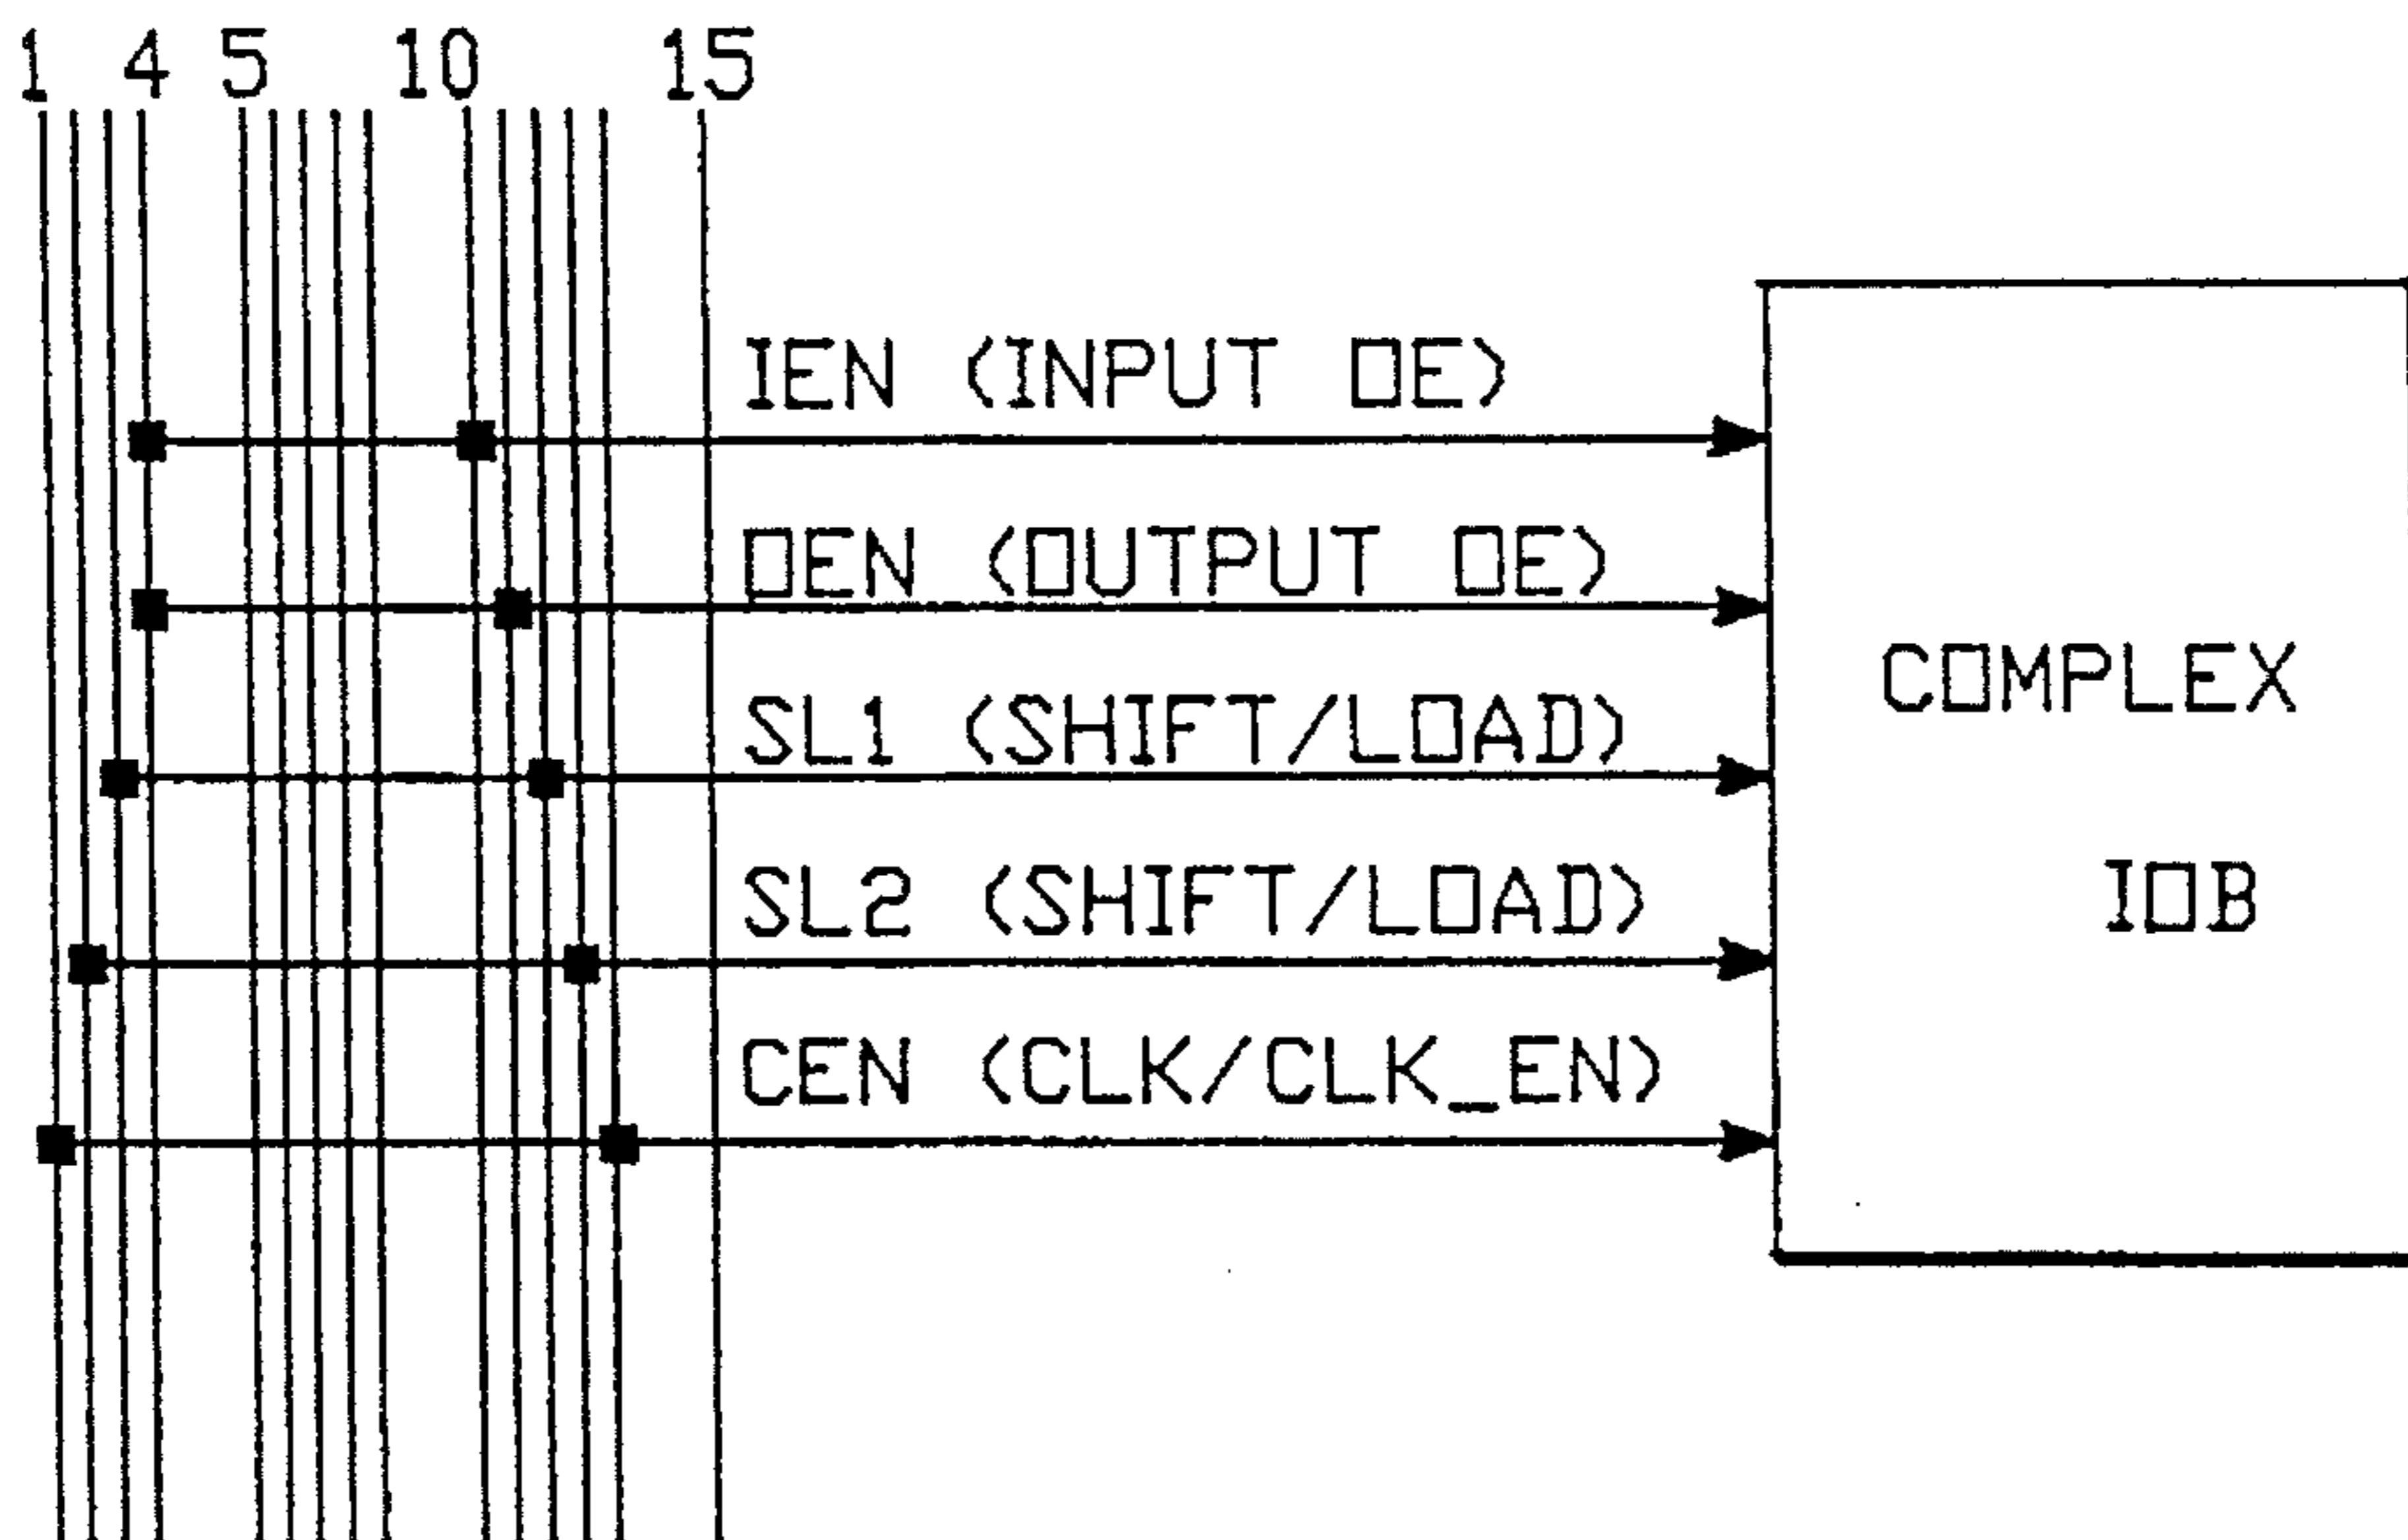 1 4 5 10 15
IEN (INPUT OE)
OEN (OUTPUT OE)
SL1 (SHIFT/LOAD)
SL2 (SHIFT/LOAD)
CEN (CLK/CLK_EN)
COMPLEX
IOB